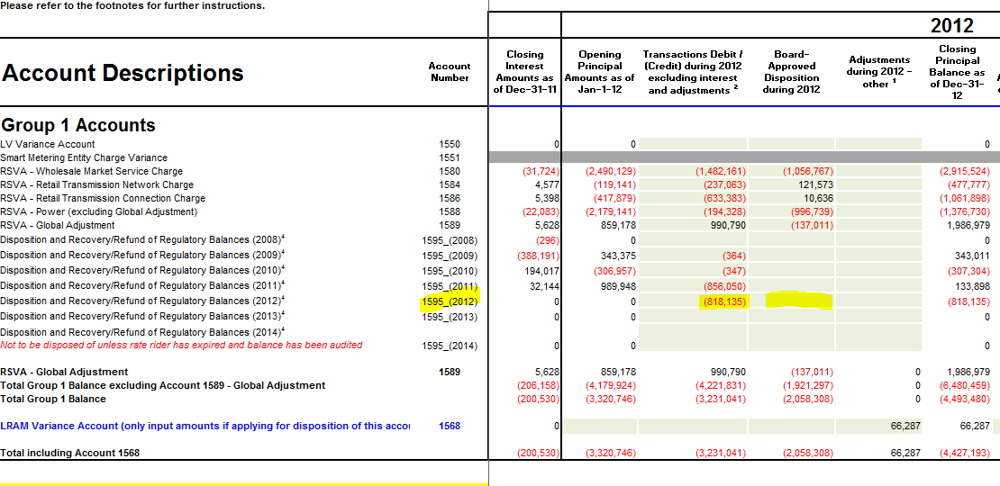 Please refer to the footnotes for further instructions.
2012
Account Descriptions Account Number Closing Interest Amounts as of Dec-31-11 Opening Principal Amounts as of Jan-1-12 Transactions Debit / (Credit) during 2012 excluding interest and adjustments 2 Board-Approved Disposition during 2012 Adjustments during 2012 - other 1 Closing Principal Balance as of Dec-31-12
Group 1 Accounts
LV Variance Account 1550 0 0 0
Smart Metering Entity Charge Variance 1551
RSVA - Wholesale Market Service Charge 1580 (31,724) (2,490,129) (1,482,161) (1,056,767) (2,915,524)
RSVA - Retail Transmission Network Charge 1584 4,577 (119,141) (237,063) 121,573 (477,777)
RSVA - Retail Transmission Connection Charge 1586 5,398 (417,879) (633,383) 10,636 (1,061,898)
RSVA - Power (excluding Global Adjustment) 1588 (22,083) (2,179,141) (194,328) (996,739) (1,376,730)
RSVA - Global Adjustment 1589 5,628 859,178 990,790 (137,011) 1,986,979
Disposition and Recovery/Refund of Regulatory Balances (2008)4 1595_(2008) (296) 0 0
Disposition and Recovery/Refund of Regulatory Balances (2009)4 1595_(2009) (388,191) 343,375 (364) 343,011
Disposition and Recovery/Refund of Regulatory Balances (2010)4 1595_(2010) 194,017 (306,957) (347) (307,304)
Disposition and Recovery/Refund of Regulatory Balances (2011)4 1595_(2011) 32,144 989,948 (856,050) 133,898
Disposition and Recovery/Refund of Regulatory Balances (2012)4 1595_(2012) 0 0 (818,135) (818,135)
Disposition and Recovery/Refund of Regulatory Balances (2013)4 1595_(2013) 0 0 0
Disposition and Recovery/Refund of Regulatory Balances (2014)4
Not to be disposed of unless rate rider has expired and balance has been audited 1595_(2014) 0 0 0
RSVA - Global Adjustment 1589 5,628 859,178 990,790 (137,011) 0 1,986,979
Total Group 1 Balance excluding Account 1589 - Global Adjustment (206,158) (4,179,924) (4,221,831) (1,921,297) 0 (6,480,459)
Total Group 1 Balance (200,530) (3,320,746) (3,231,041) (2,058,308) 0 (4,493,480)
LRAM Variance Account (only input amounts if applying for disposition of this accou 1568 0 66,287 66,287
Total including Account 1568 (200,530) (3,320,746) (3,231,041) (2,058,308) 66,287 (4,427,193)